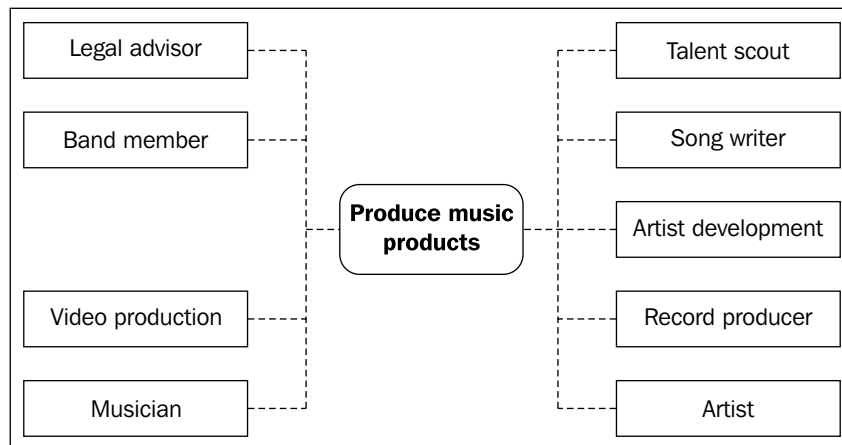 Legal advisor
Band member
Video production
Musician
Produce music
products
Talent scout
Song writer
Artist development
Record producer
Artist